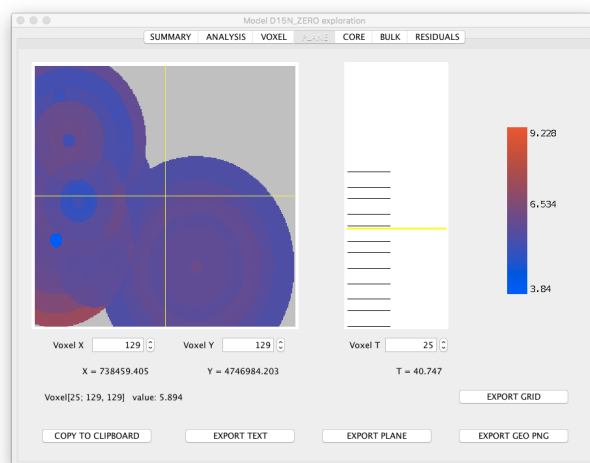 Model D15N_ZERO exploration
SUMMARY ANALYSIS VOXEL PLANE CORE BULK RESIDUALS
9.228
6.534
3.84
Voxel X 129 Voxel Y 129 Voxel T 25
X = 738459.405 Y = 4746984.203 T = 40.747
Voxel[25; 129, 129] value: 5.894 EXPORT GRID
COPY TO CLIPBOARD EXPORT TEXT EXPORT PLANE EXPORT GEO PNG